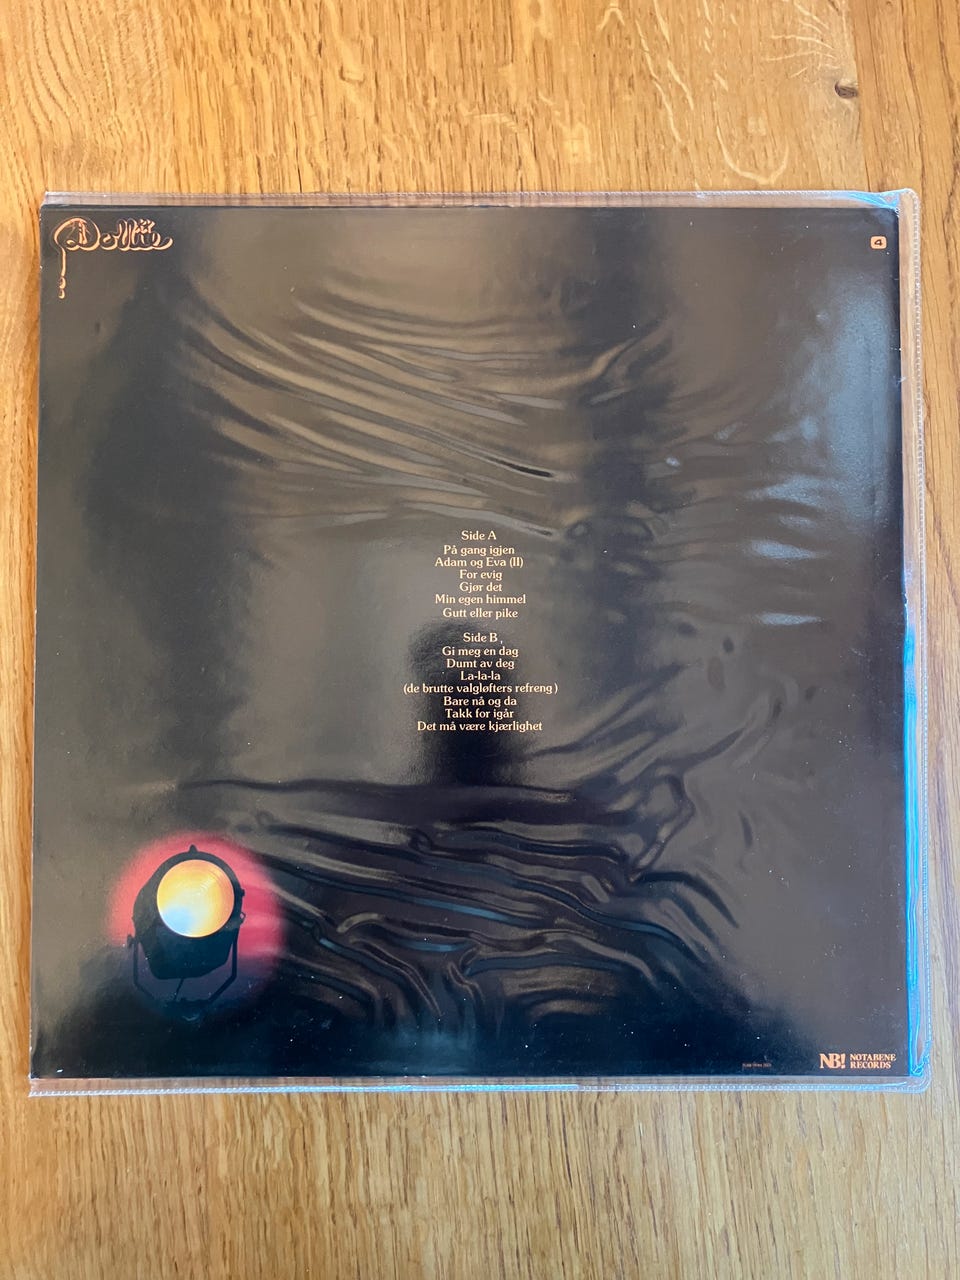 Dollie
4
Side A
På gang igjen
Adam og Eva (II)
For evig
Gjør det
Min egen himmel
Gutt eller pike
Side B
Gi meg en dag
Dumt av deg
La-la-la
(de brutte valgløfters refreng)
Bare nå og da
Takk for igår
Det må være kjærlighet
NB! NOTABENE
RECORDS